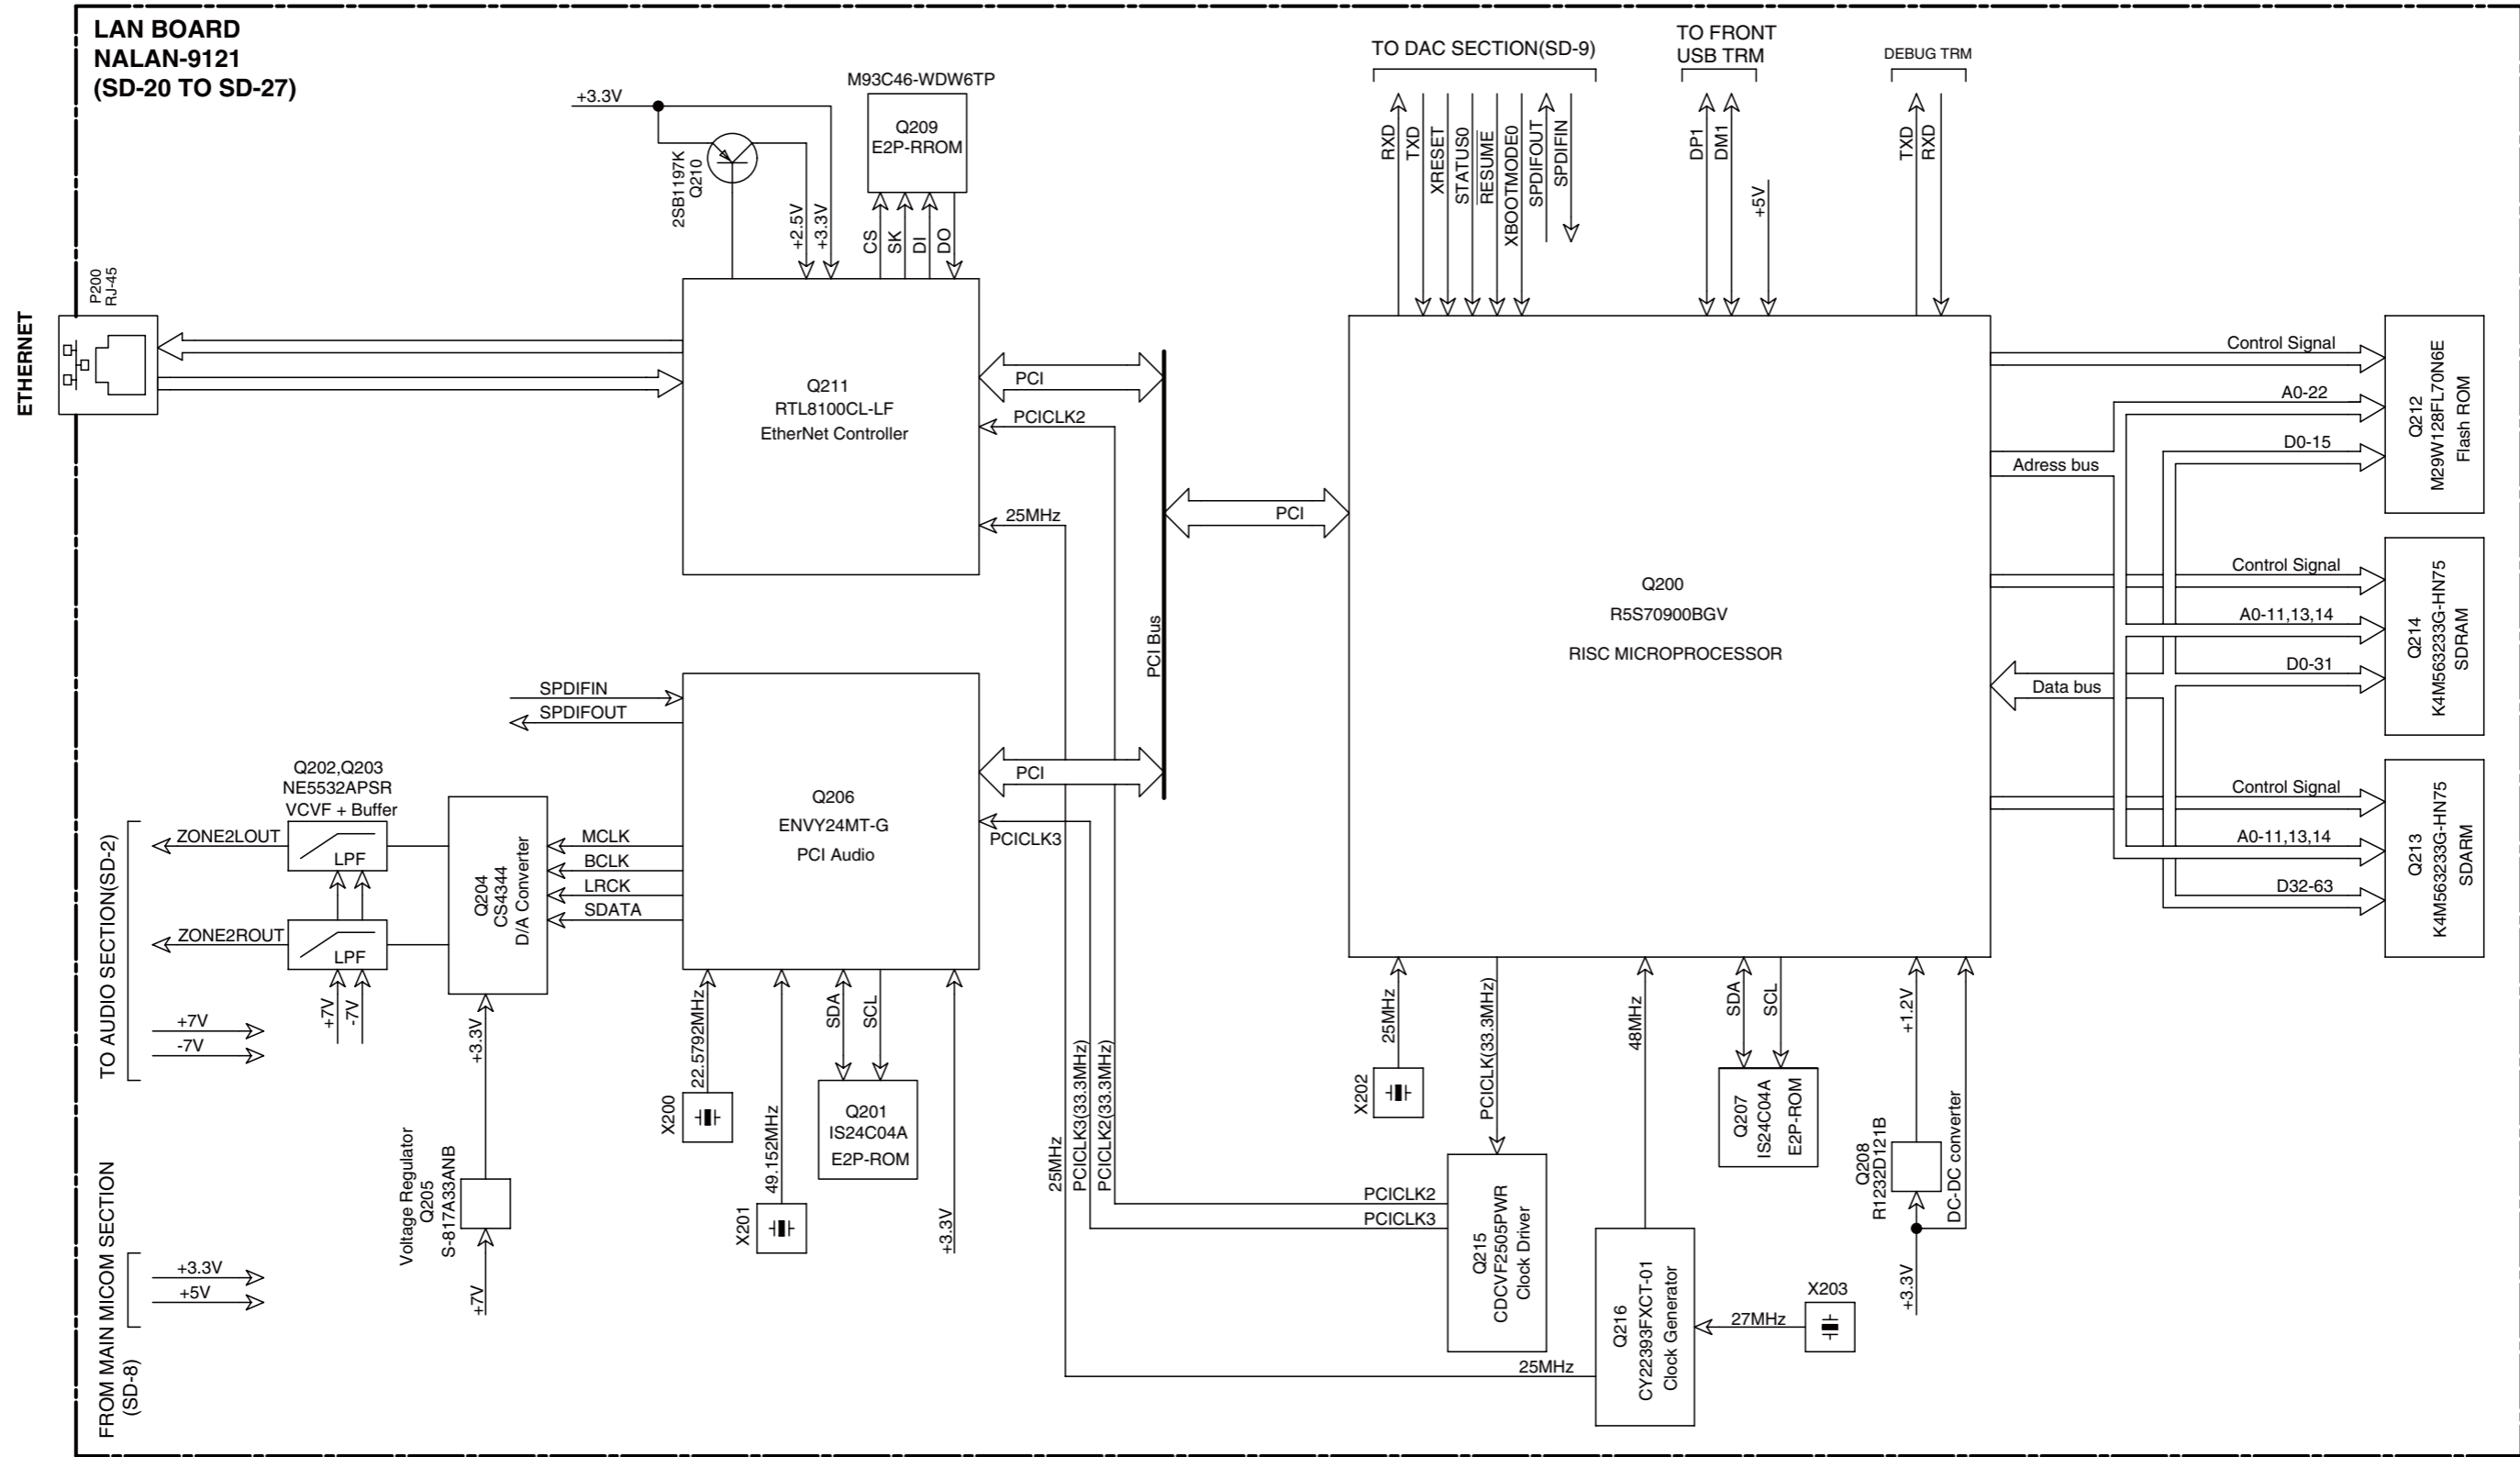 LAN BOARD
NALAN-9121
(SD-20 TO SD-27)
ETHERNET
P200
RJ-45
+3.3V
2SB1197K
Q210
+2.5V
+3.3V
M93C46-WDW6TP
Q209
E2P-RROM
CS
SK
DI
DO
Q211
RTL8100CL-LF
EtherNet Controller
PCI
PCICLK2
25MHz
PCI Bus
PCI
TO DAC SECTION(SD-9)
RXD
TXD
XRESET
STATUS0
RESUME
XBOOTMODE0
SPDIFOUT
SPDIFIN
TO FRONT
USB TRM
DP1
DM1
+5V
DEBUG TRM
TXD
RXD
Q200
R5S70900BGV
RISC MICROPROCESSOR
Control Signal
A0-22
D0-15
Adress bus
Q212
M29W128FL70N6E
Flash ROM
Control Signal
A0-11,13,14
D0-31
Data bus
Q214
K4M563233G-HN75
SDRAM
Control Signal
A0-11,13,14
D32-63
Q213
K4M563233G-HN75
SDARM
SPDIFIN
SPDIFOUT
Q206
ENVY24MT-G
PCI Audio
PCI
PCICLK3
MCLK
BCLK
LRCK
SDATA
Q204
CS4344
D/A Converter
Q202,Q203
NE5532APSR
VCVF + Buffer
LPF
LPF
ZONE2LOUT
ZONE2ROUT
+7V
-7V
TO AUDIO SECTION(SD-2)
+7V
-7V
+3.3V
Voltage Regulator
Q205
S-817A33ANB
+7V
FROM MAIN MICOM SECTION
(SD-8)
+3.3V
+5V
22.5792MHz
X200
49.152MHz
X201
SDA
SCL
Q201
IS24C04A
E2P-ROM
+3.3V
25MHz
PCICLK3(33.3MHz)
PCICLK2(33.3MHz)
25MHz
X202
PCICLK(33.3MHz)
PCICLK2
PCICLK3
Q215
CDCVF2505PWR
Clock Driver
48MHz
Q216
CY22393FXCT-01
Clock Generator
25MHz
27MHz
X203
SDA
SCL
Q207
IS24C04A
E2P-ROM
+1.2V
Q208
R1232D121B
DC-DC converter
+3.3V